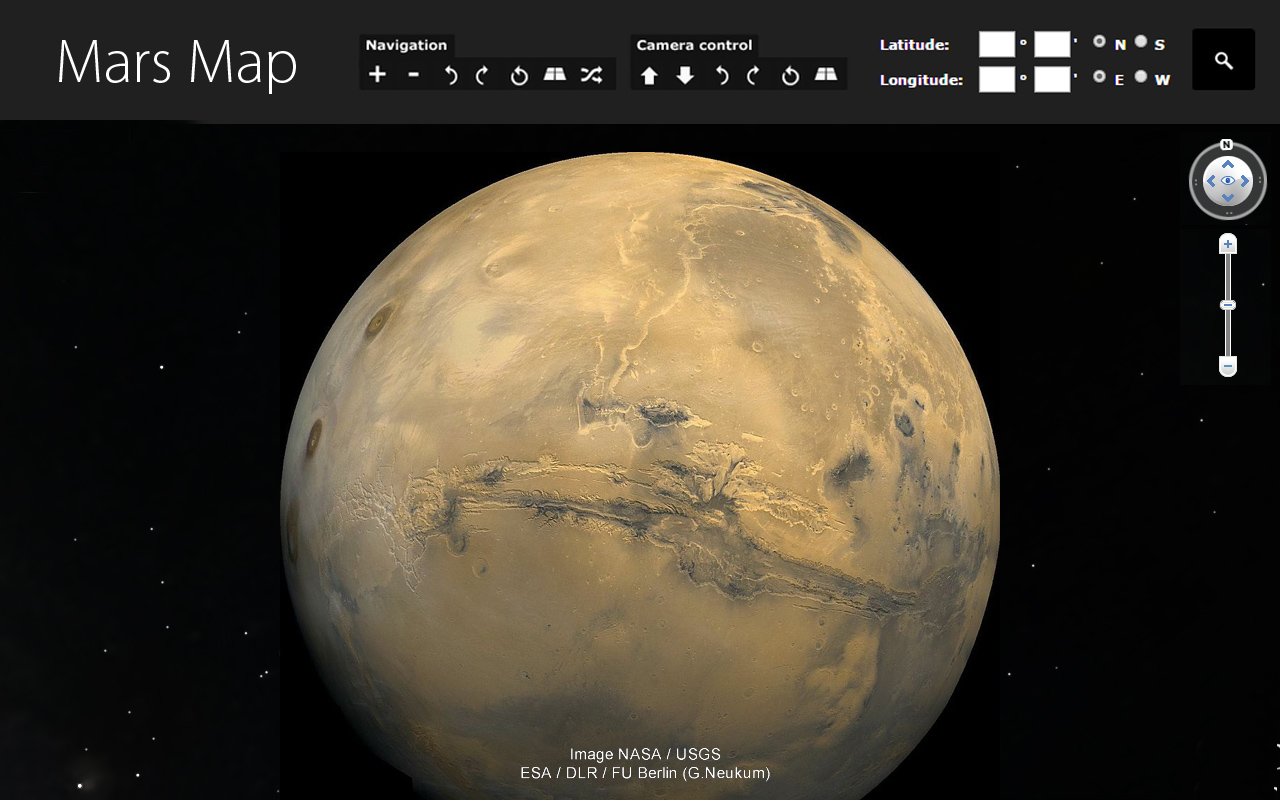 Mars Map
Navigation
Camera control
Latitude: ° ' N S
Longitude: ° ' E W
N
Image NASA / USGS
ESA / DLR / FU Berlin (G.Neukum)